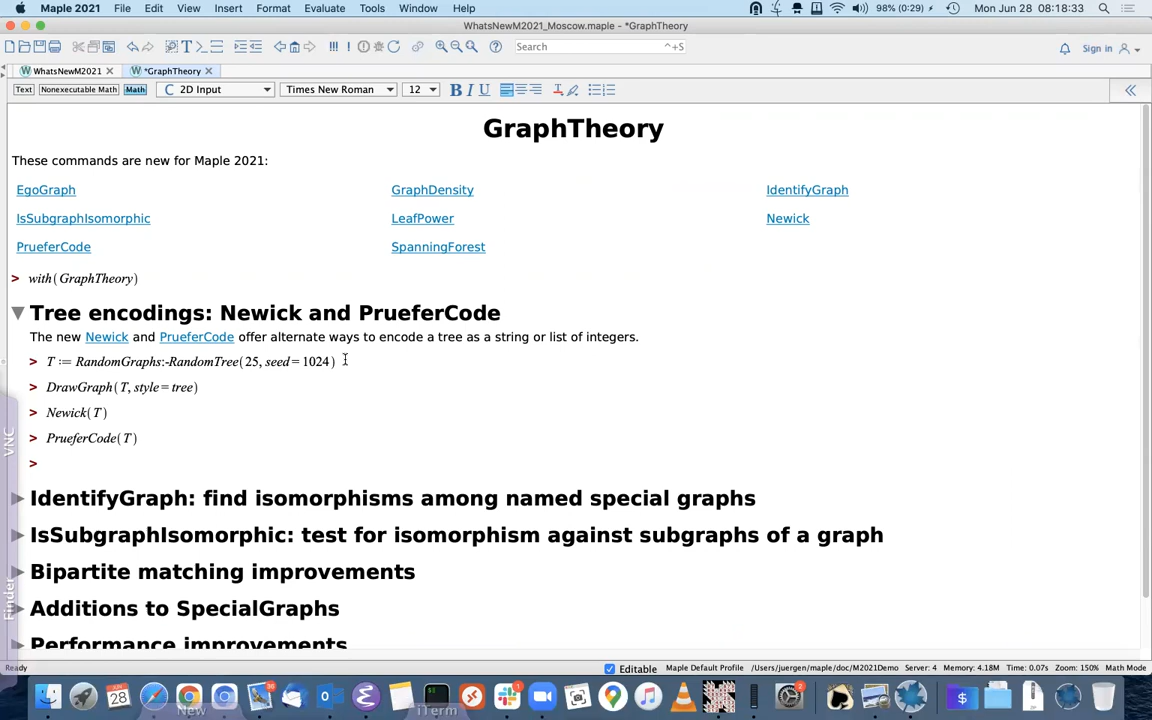 Maple 2021 File Edit View Insert Format Evaluate Tools Window Help 98% (0:29) Mon Jun 28 08:18:33
WhatsNewM2021_Moscow.maple - *GraphTheory
Search ^+S Sign in
WhatsNewM2021 *GraphTheory
Text Nonexecutable Math Math C 2D Input Times New Roman 12 B I U
GraphTheory
These commands are new for Maple 2021:
EgoGraph GraphDensity IdentifyGraph
IsSubgraphIsomorphic LeafPower Newick
PrueferCode SpanningForest
> with(GraphTheory)
Tree encodings: Newick and PrueferCode
The new Newick and PrueferCode offer alternate ways to encode a tree as a string or list of integers.
> T := RandomGraphs:-RandomTree(25, seed = 1024)
> DrawGraph(T, style = tree)
> Newick(T)
> PrueferCode(T)
>
IdentifyGraph: find isomorphisms among named special graphs
IsSubgraphIsomorphic: test for isomorphism against subgraphs of a graph
Bipartite matching improvements
Additions to SpecialGraphs
Performance improvements
VNC
Finder
Ready Editable Maple Default Profile /Users/juergen/maple/doc/M2021Demo Server: 4 Memory: 4.18M Time: 0.07s Zoom: 150% Math Mode
New iTerm